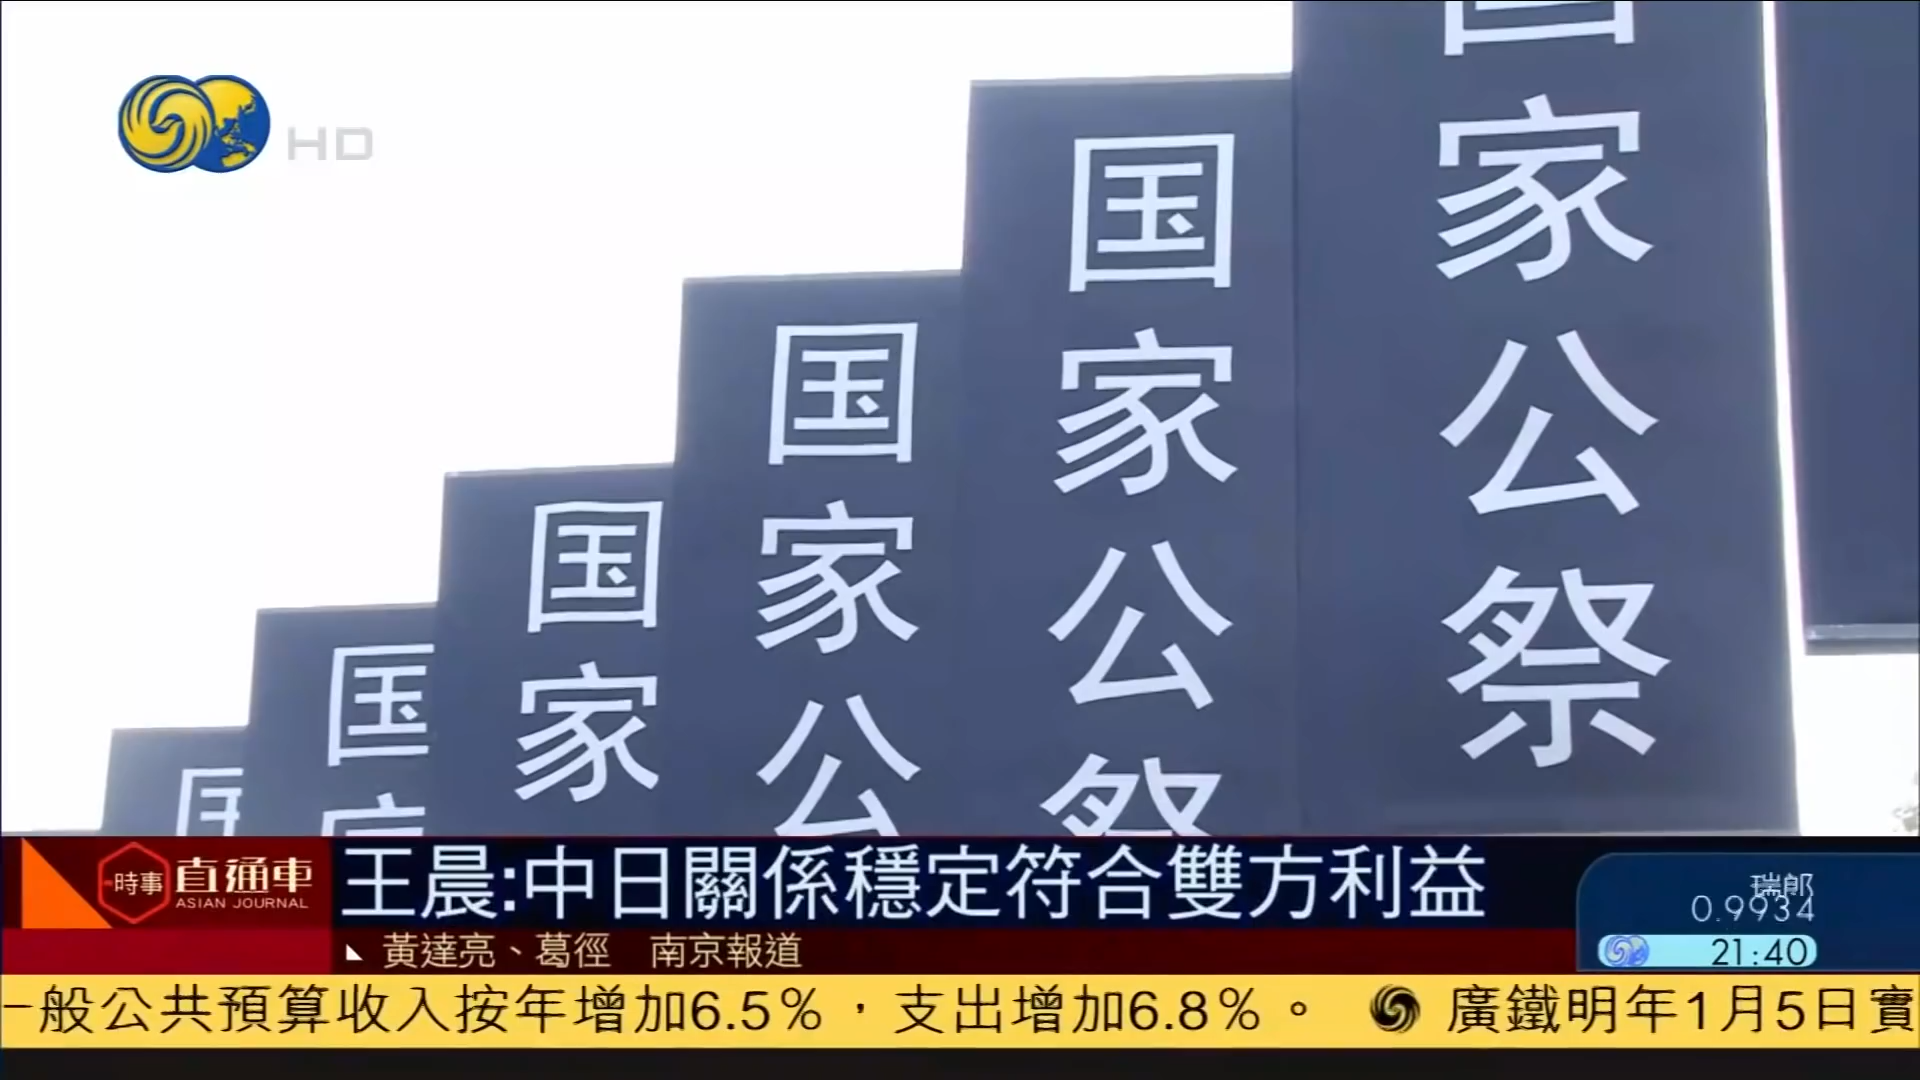 HD
国家公祭
国家公祭
国家公
国家
国
時事直通車
ASIAN JOURNAL
王晨:中日關係穩定符合雙方利益
黃達亮、葛徑 南京報道
瑞郎
0.9934
21:40
一般公共預算收入按年增加6.5%，支出增加6.8%。 廣鐵明年1月5日實